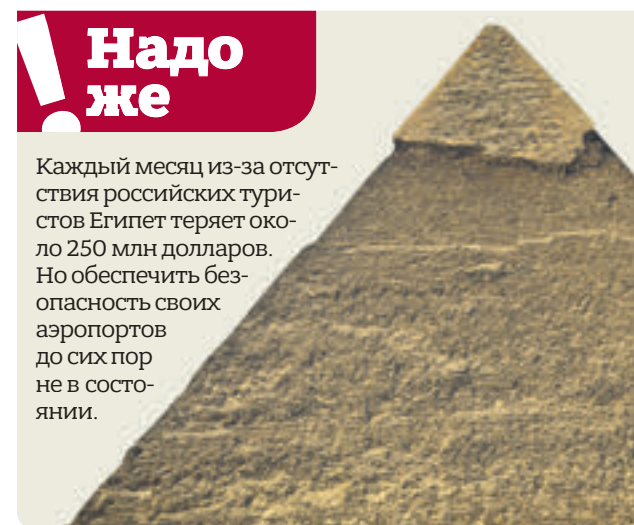 Надо
же
Каждый месяц из-за отсут-
ствия российских тури-
стов Египет теряет око-
ло 250 млн долларов.
Но обеспечить без-
опасность своих
аэропортов
до сих пор
не в состо-
янии.